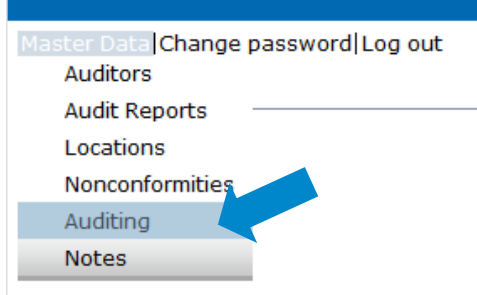 Master Data|Change password|Log out
Auditors
Audit Reports
Locations
Nonconformities
Auditing
Notes